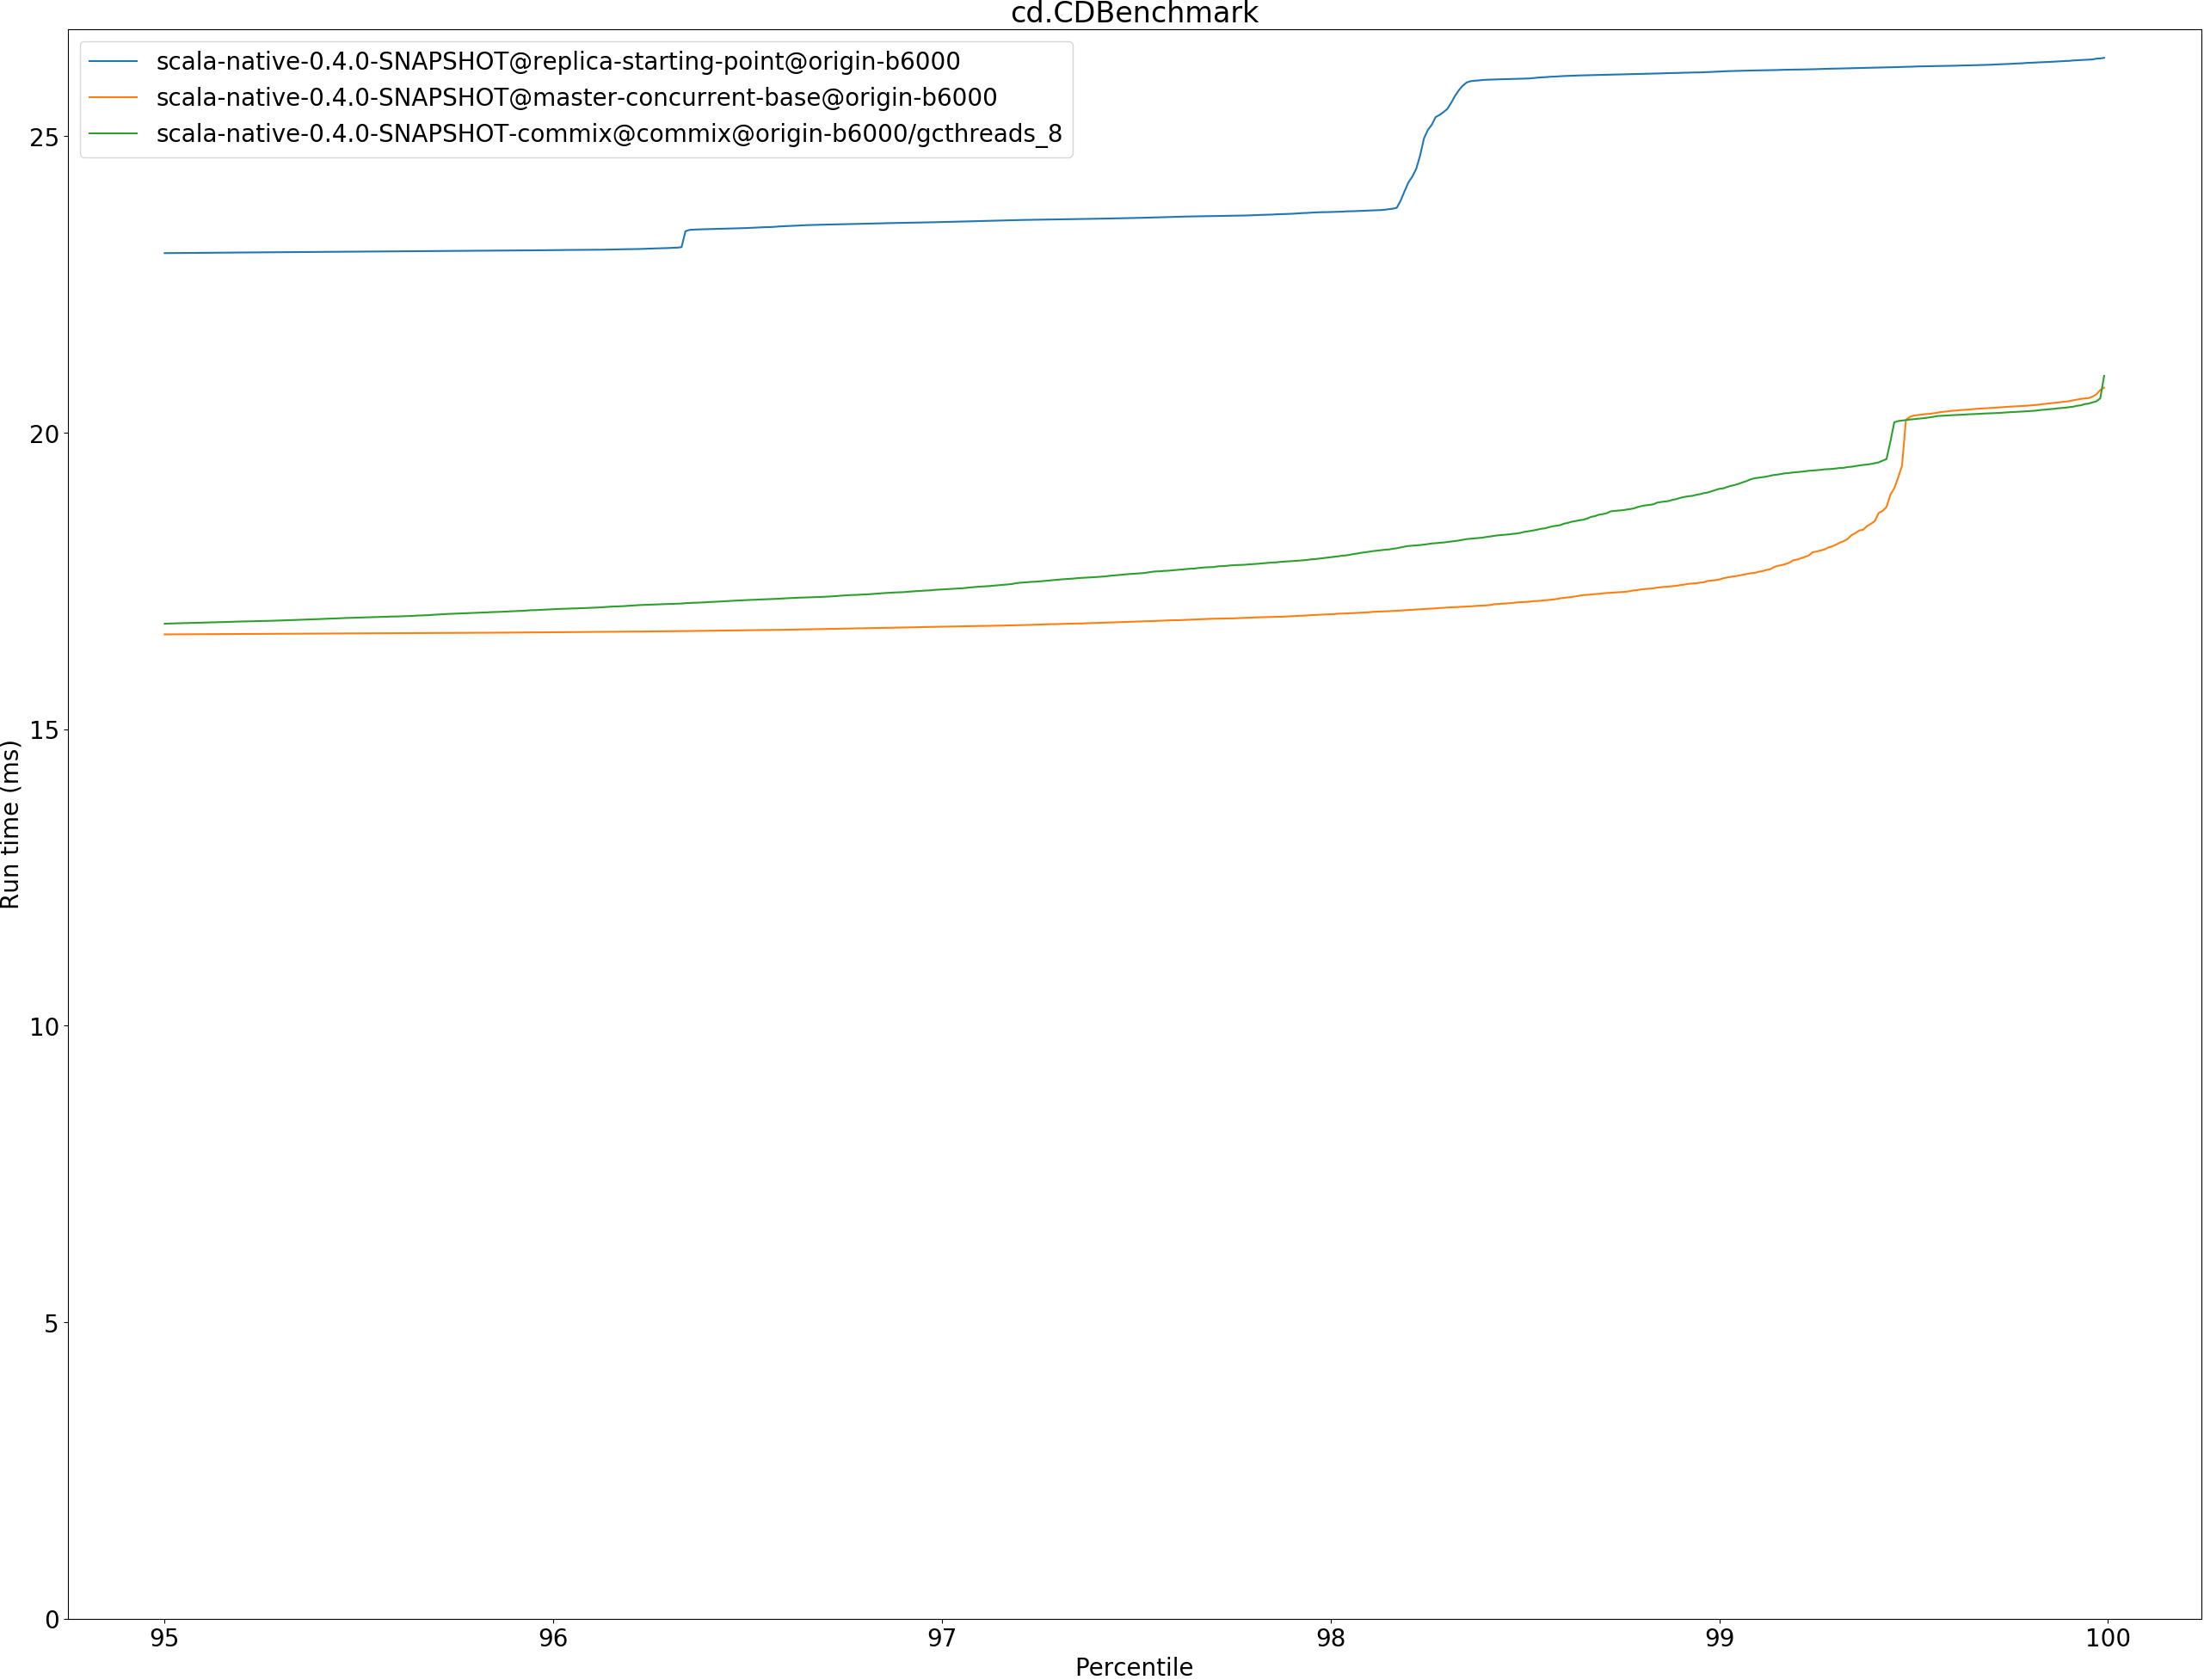 cd.CDBenchmark
scala-native-0.4.0-SNAPSHOT@replica-starting-point@origin-b6000
scala-native-0.4.0-SNAPSHOT@master-concurrent-base@origin-b6000
scala-native-0.4.0-SNAPSHOT-commix@commix@origin-b6000/gcthreads_8
25
20
15
10
5
0
Run time (ms)
95 96 97 98 99 100
Percentile